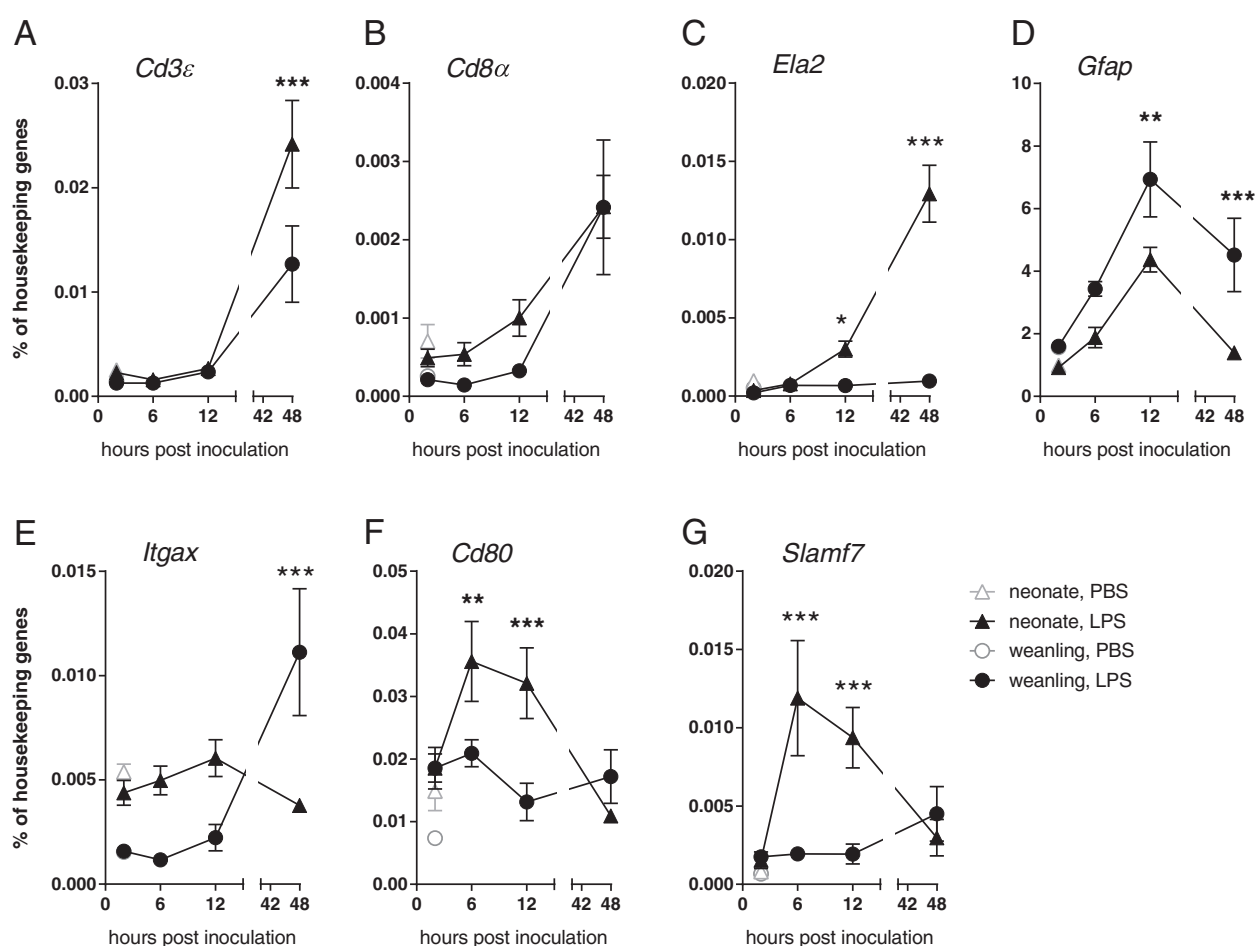 A
B
C
D
Cd3ε
Cd8α
Ela2
Gfap
% of housekeeping genes
0.03
0.02
0.01
0.00
***
0 6 12 42 48
hours post inoculation
0.004
0.003
0.002
0.001
0.000
0 6 12 42 48
hours post inoculation
0.020
0.015
0.010
0.005
0.000
*
***
0 6 12 42 48
hours post inoculation
10
8
6
4
2
0
**
***
0 6 12 42 48
hours post inoculation
E
F
G
Itgax
Cd80
Slamf7
% of housekeeping genes
0.015
0.010
0.005
0.000
***
0 6 12 42 48
hours post inoculation
0.05
0.04
0.03
0.02
0.01
0.00
**
***
0 6 12 42 48
hours post inoculation
0.020
0.015
0.010
0.005
0.000
***
***
0 6 12 42 48
hours post inoculation
neonate, PBS
neonate, LPS
weanling, PBS
weanling, LPS